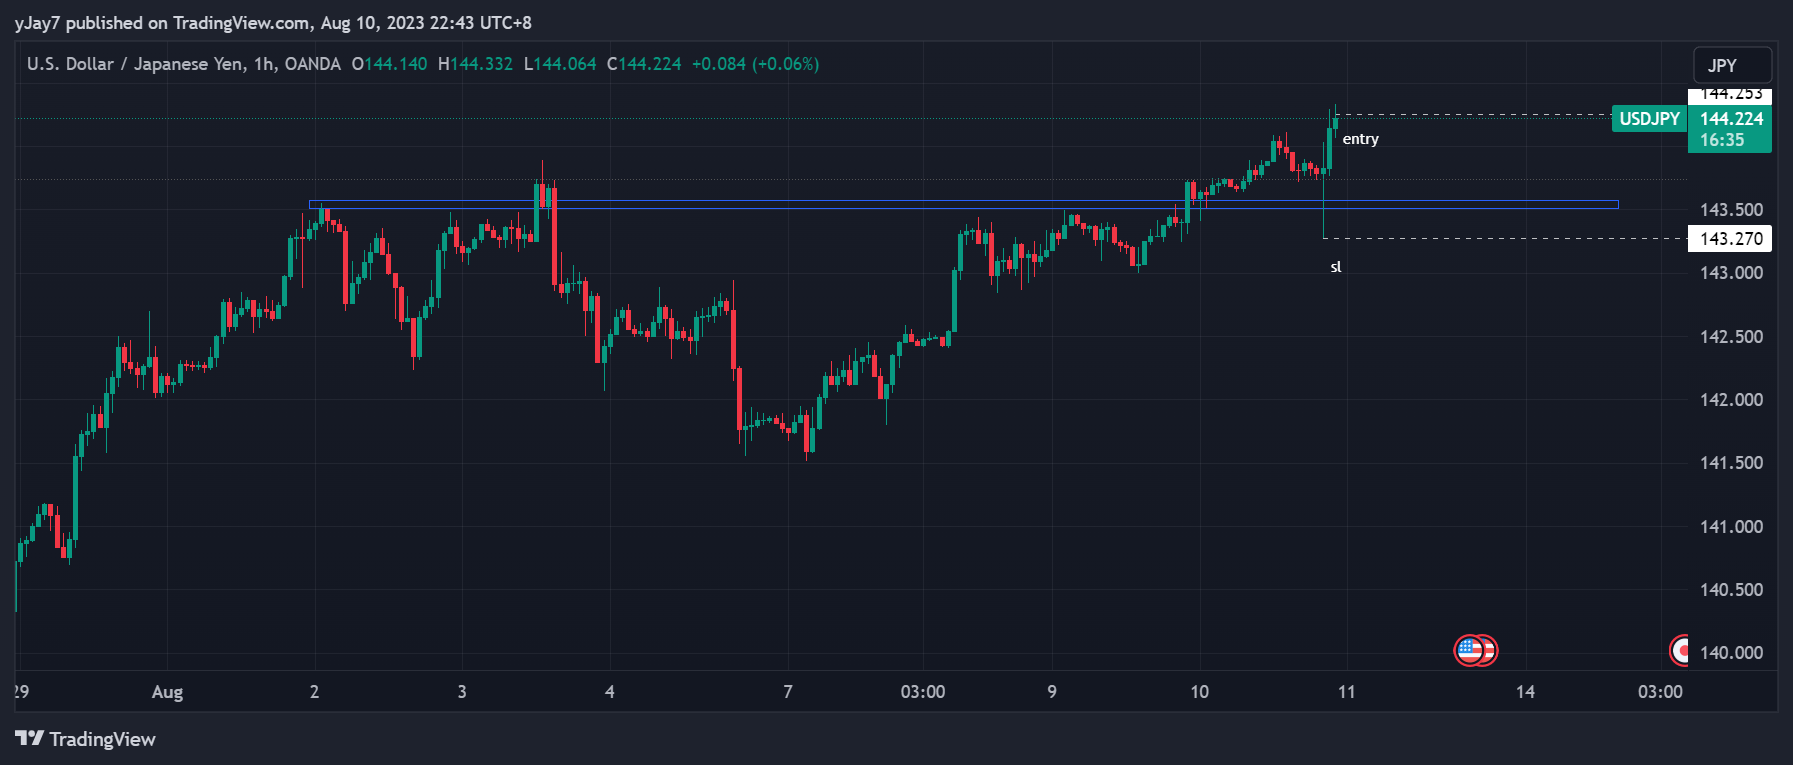 yJay7 published on TradingView.com, Aug 10, 2023 22:43 UTC+8
U.S. Dollar / Japanese Yen, 1h, OANDA O144.140 H144.332 L144.064 C144.224 +0.084 (+0.06%)
JPY
144.253
USDJPY 144.224
16:35
entry
143.500
143.270
sl
143.000
142.500
142.000
141.500
141.000
140.500
140.000
29 Aug 2 3 4 7 03:00 9 10 11 14 03:00
TradingView